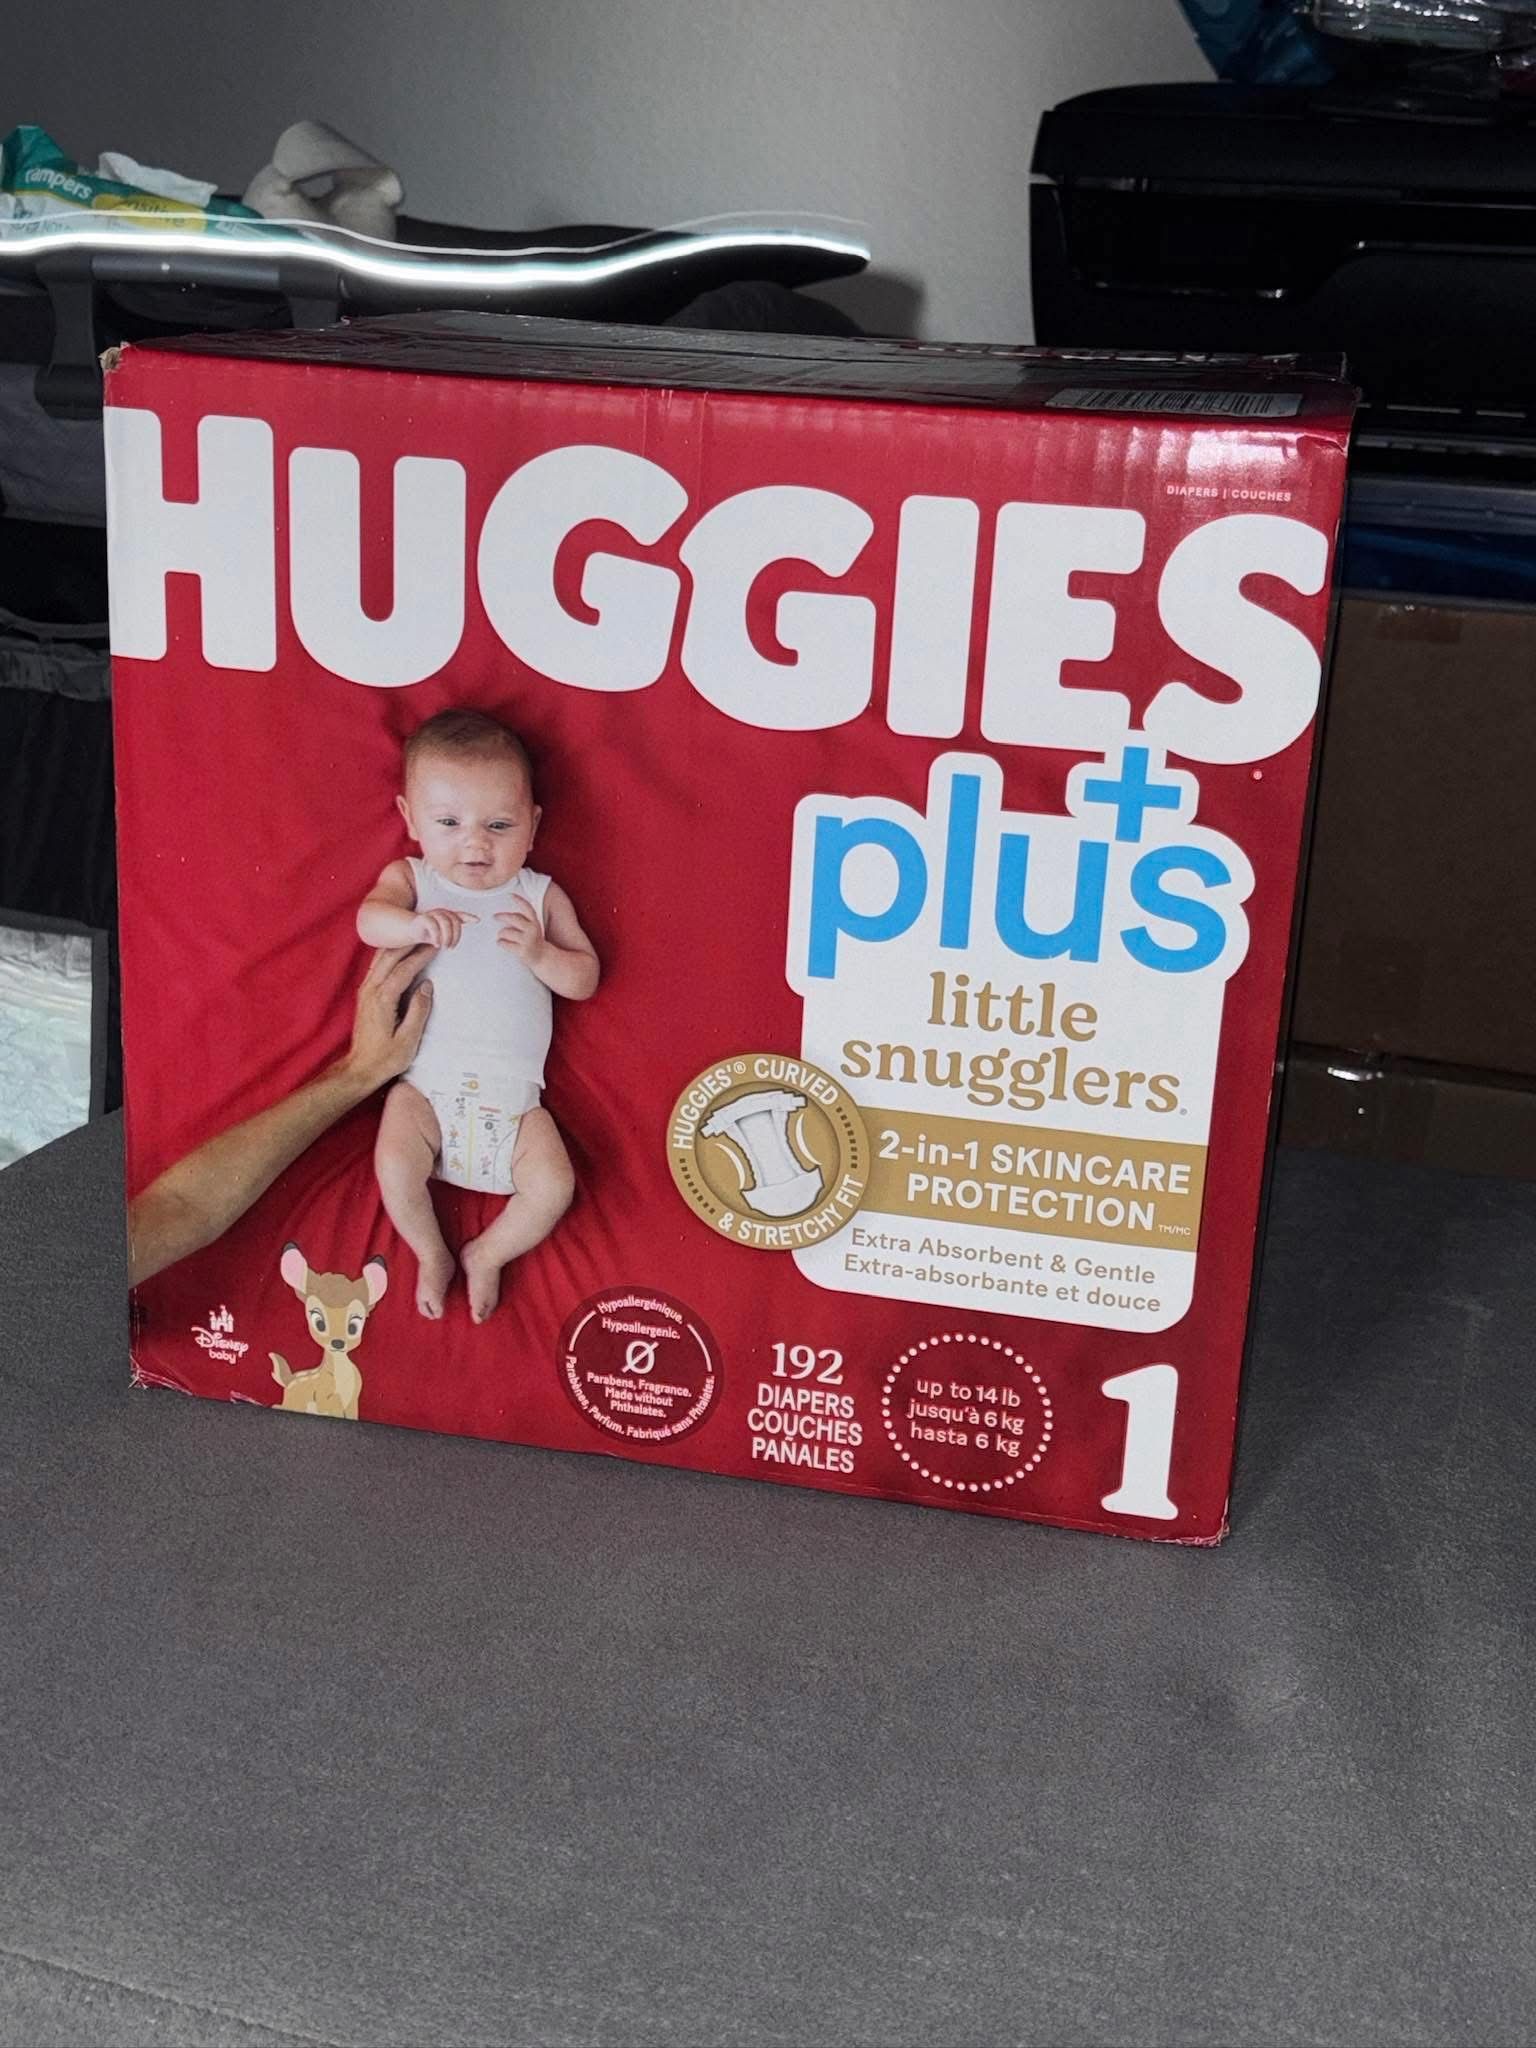 Pampers
sensitive
HUGGIES
DIAPERS | COUCHES
plus+
little
snugglers®
HUGGIES'® CURVED
& STRETCHY FIT
2-in-1 SKINCARE
PROTECTION TM/MC
Extra Absorbent & Gentle
Extra-absorbante et douce
Disney
baby
Hypoallergénique.
Hypoallergenic.
Parabens, Fragrance.
Made without
Phthalates.
Parabènes, Parfum. Fabriqué sans Phtalates.
192
DIAPERS
COUCHES
PAÑALES
up to 14 lb
jusqu'à 6 kg
hasta 6 kg
1